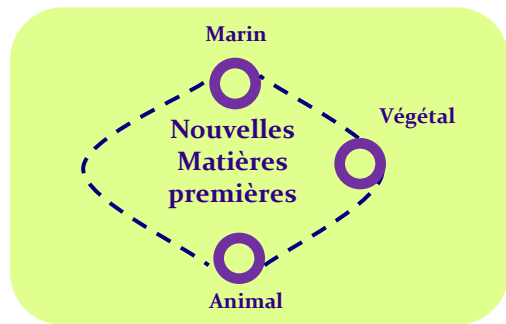 Marin
Végétal
Nouvelles
Matières
premières
Animal